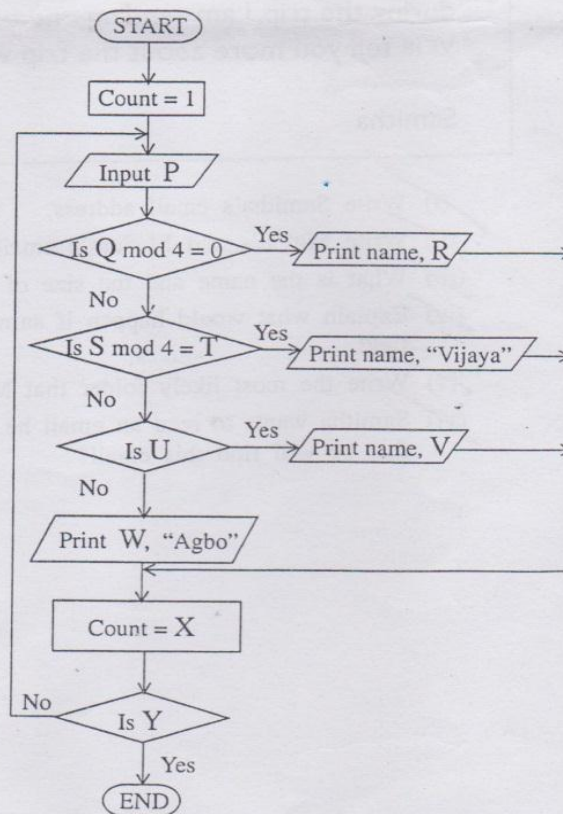 START
Count = 1
Input P
Is Q mod 4 = 0
Yes
Print name, R
No
Is S mod 4 = T
Yes
Print name, "Vijaya"
No
Is U
Yes
Print name, V
No
Print W, "Agbo"
Count = X
No
Is Y
Yes
END